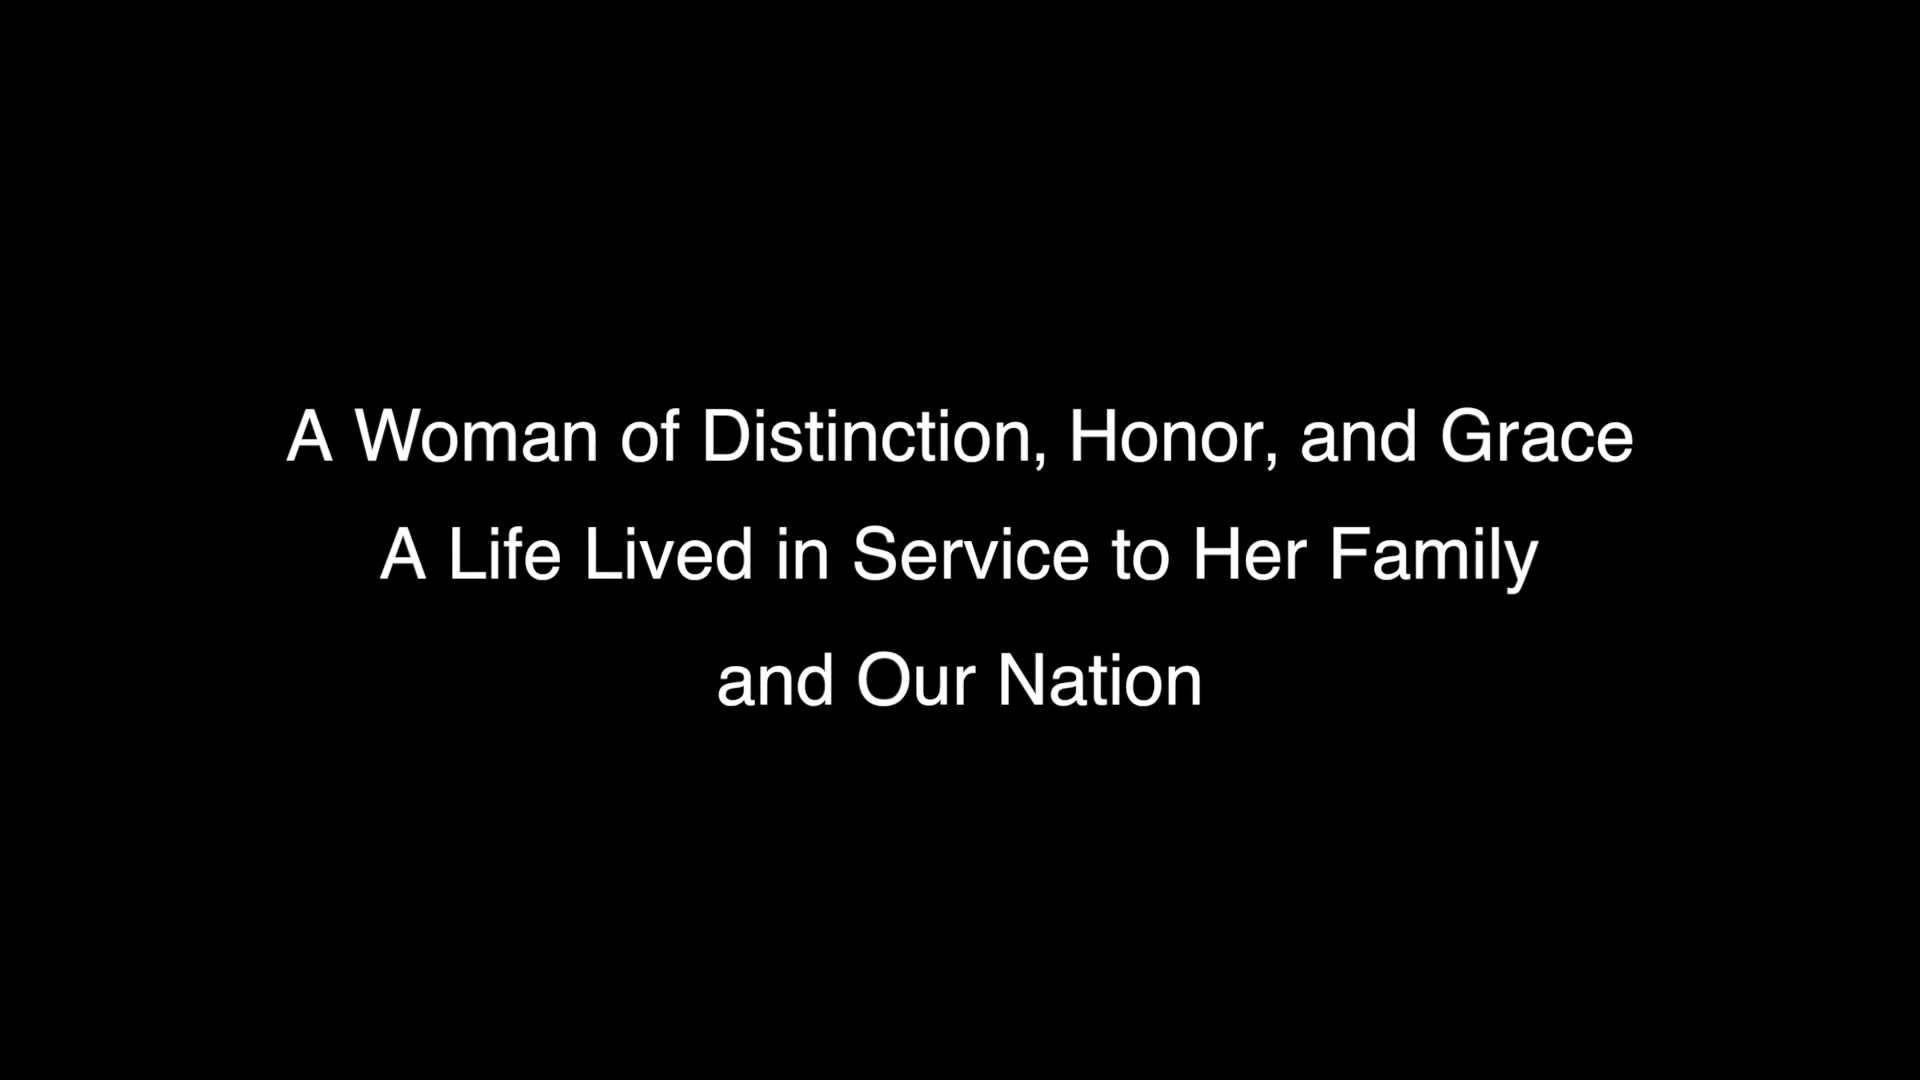 A Woman of Distinction, Honor, and Grace
A Life Lived in Service to Her Family
and Our Nation